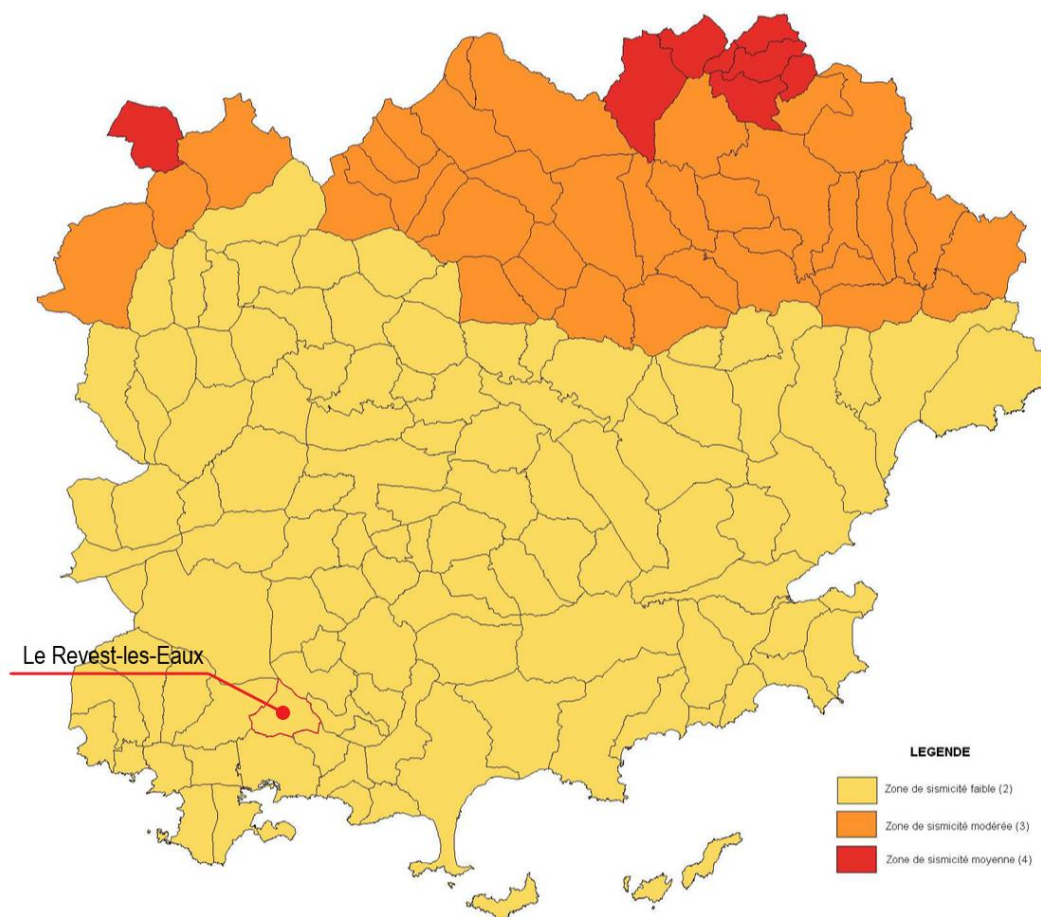 Le Revest-les-Eaux
LEGENDE
Zone de sismicité faible (2)
Zone de sismicité modérée (3)
Zone de sismicité moyenne (4)